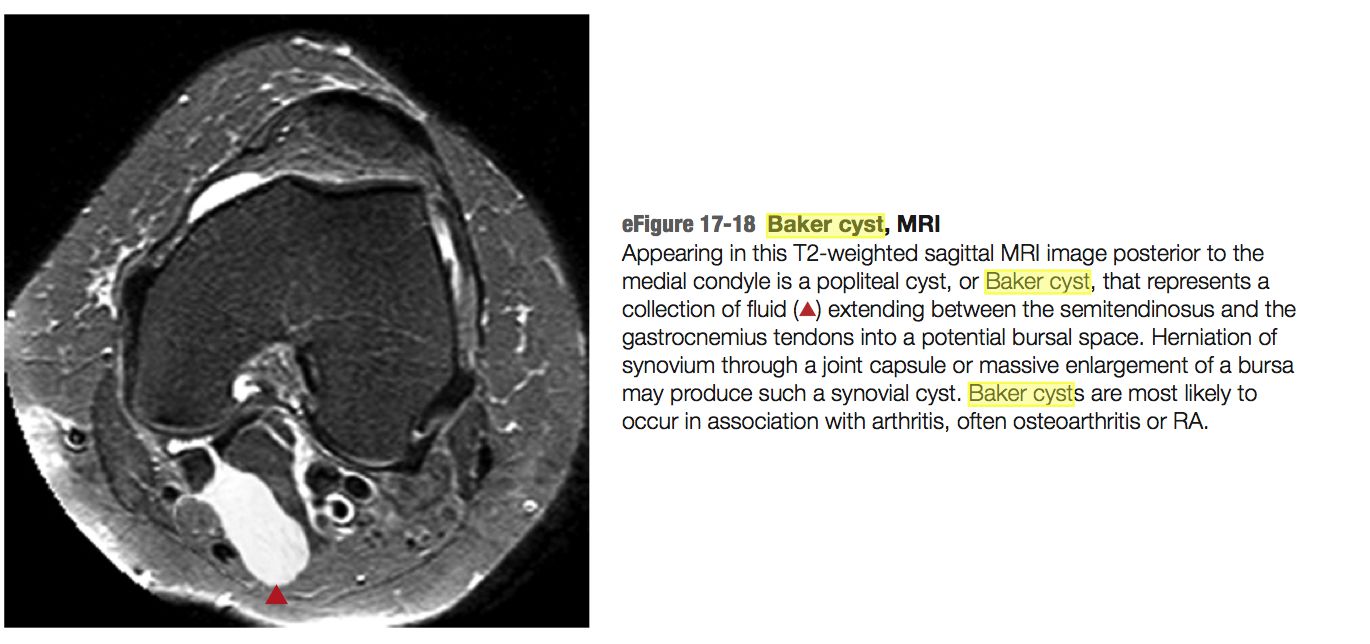 eFigure 17-18 Baker cyst, MRI
Appearing in this T2-weighted sagittal MRI image posterior to the
medial condyle is a popliteal cyst, or Baker cyst, that represents a
collection of fluid (▲) extending between the semitendinosus and the
gastrocnemius tendons into a potential bursal space. Herniation of
synovium through a joint capsule or massive enlargement of a bursa
may produce such a synovial cyst. Baker cysts are most likely to
occur in association with arthritis, often osteoarthritis or RA.